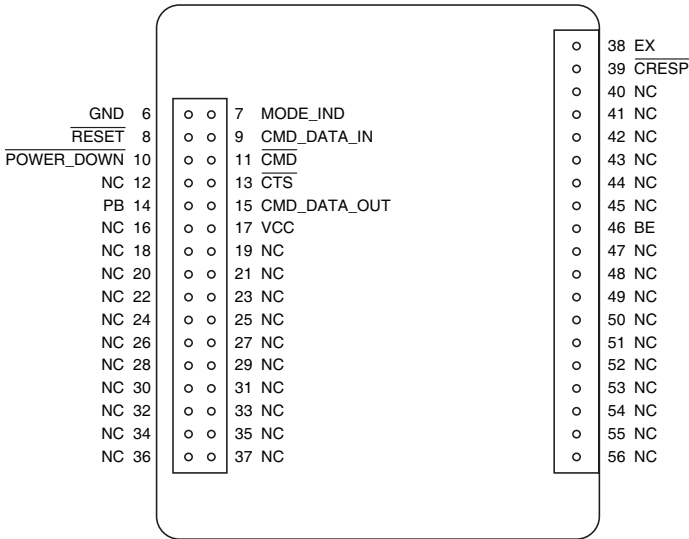 38 EX
39 C̅R̅E̅S̅P̅
40 NC
GND 6 7 MODE_IND 41 NC
R̅E̅S̅E̅T̅ 8 9 CMD_DATA_IN 42 NC
P̅O̅W̅E̅R̅_̅D̅O̅W̅N̅ 10 11 C̅M̅D̅ 43 NC
NC 12 13 C̅T̅S̅ 44 NC
PB 14 15 CMD_DATA_OUT 45 NC
NC 16 17 VCC 46 BE
NC 18 19 NC 47 NC
NC 20 21 NC 48 NC
NC 22 23 NC 49 NC
NC 24 25 NC 50 NC
NC 26 27 NC 51 NC
NC 28 29 NC 52 NC
NC 30 31 NC 53 NC
NC 32 33 NC 54 NC
NC 34 35 NC 55 NC
NC 36 37 NC 56 NC